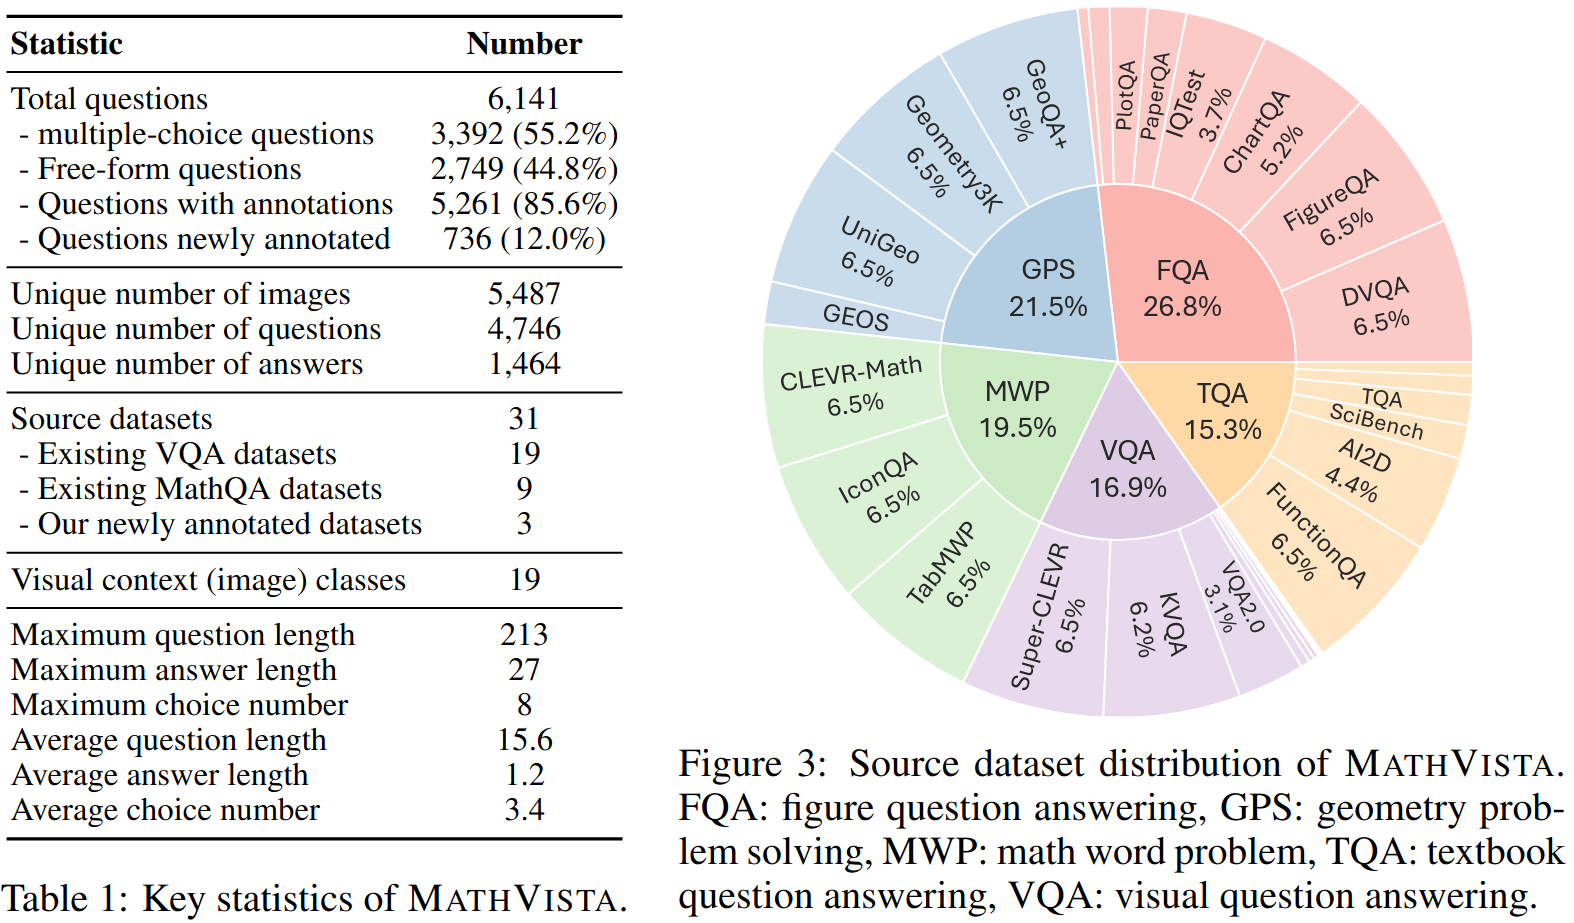 Statistic Number
Total questions 6,141
- multiple-choice questions 3,392 (55.2%)
- Free-form questions 2,749 (44.8%)
- Questions with annotations 5,261 (85.6%)
- Questions newly annotated 736 (12.0%)
Unique number of images 5,487
Unique number of questions 4,746
Unique number of answers 1,464
Source datasets 31
- Existing VQA datasets 19
- Existing MathQA datasets 9
- Our newly annotated datasets 3
Visual context (image) classes 19
Maximum question length 213
Maximum answer length 27
Maximum choice number 8
Average question length 15.6
Average answer length 1.2
Average choice number 3.4
Table 1: Key statistics of MATHVISTA.
FQA
26.8%
PlotQA
PaperQA
IQTest
3.7%
ChartQA
5.2%
FigureQA
6.5%
DVQA
6.5%
TQA
15.3%
TQA
SciBench
AI2D
4.4%
FunctionQA
6.5%
VQA
16.9%
VQA2.0
3.1%
KVQA
6.2%
Super-CLEVR
6.5%
MWP
19.5%
TabMWP
6.5%
IconQA
6.5%
CLEVR-Math
6.5%
GPS
21.5%
GEOS
UniGeo
6.5%
Geometry3K
6.5%
GeoQA+
6.5%
Figure 3: Source dataset distribution of MATHVISTA.
FQA: figure question answering, GPS: geometry prob-
lem solving, MWP: math word problem, TQA: textbook
question answering, VQA: visual question answering.